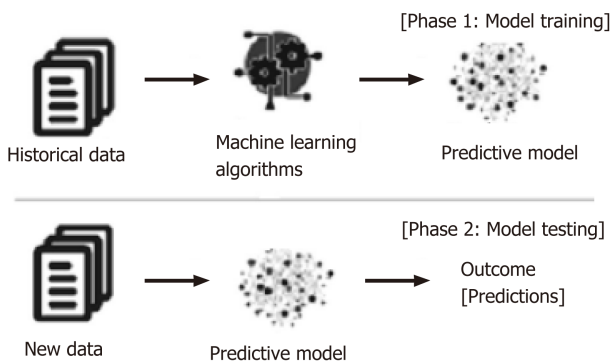 [Phase 1: Model training]
Historical data
Machine learning
algorithms
Predictive model
[Phase 2: Model testing]
Outcome
[Predictions]
New data
Predictive model